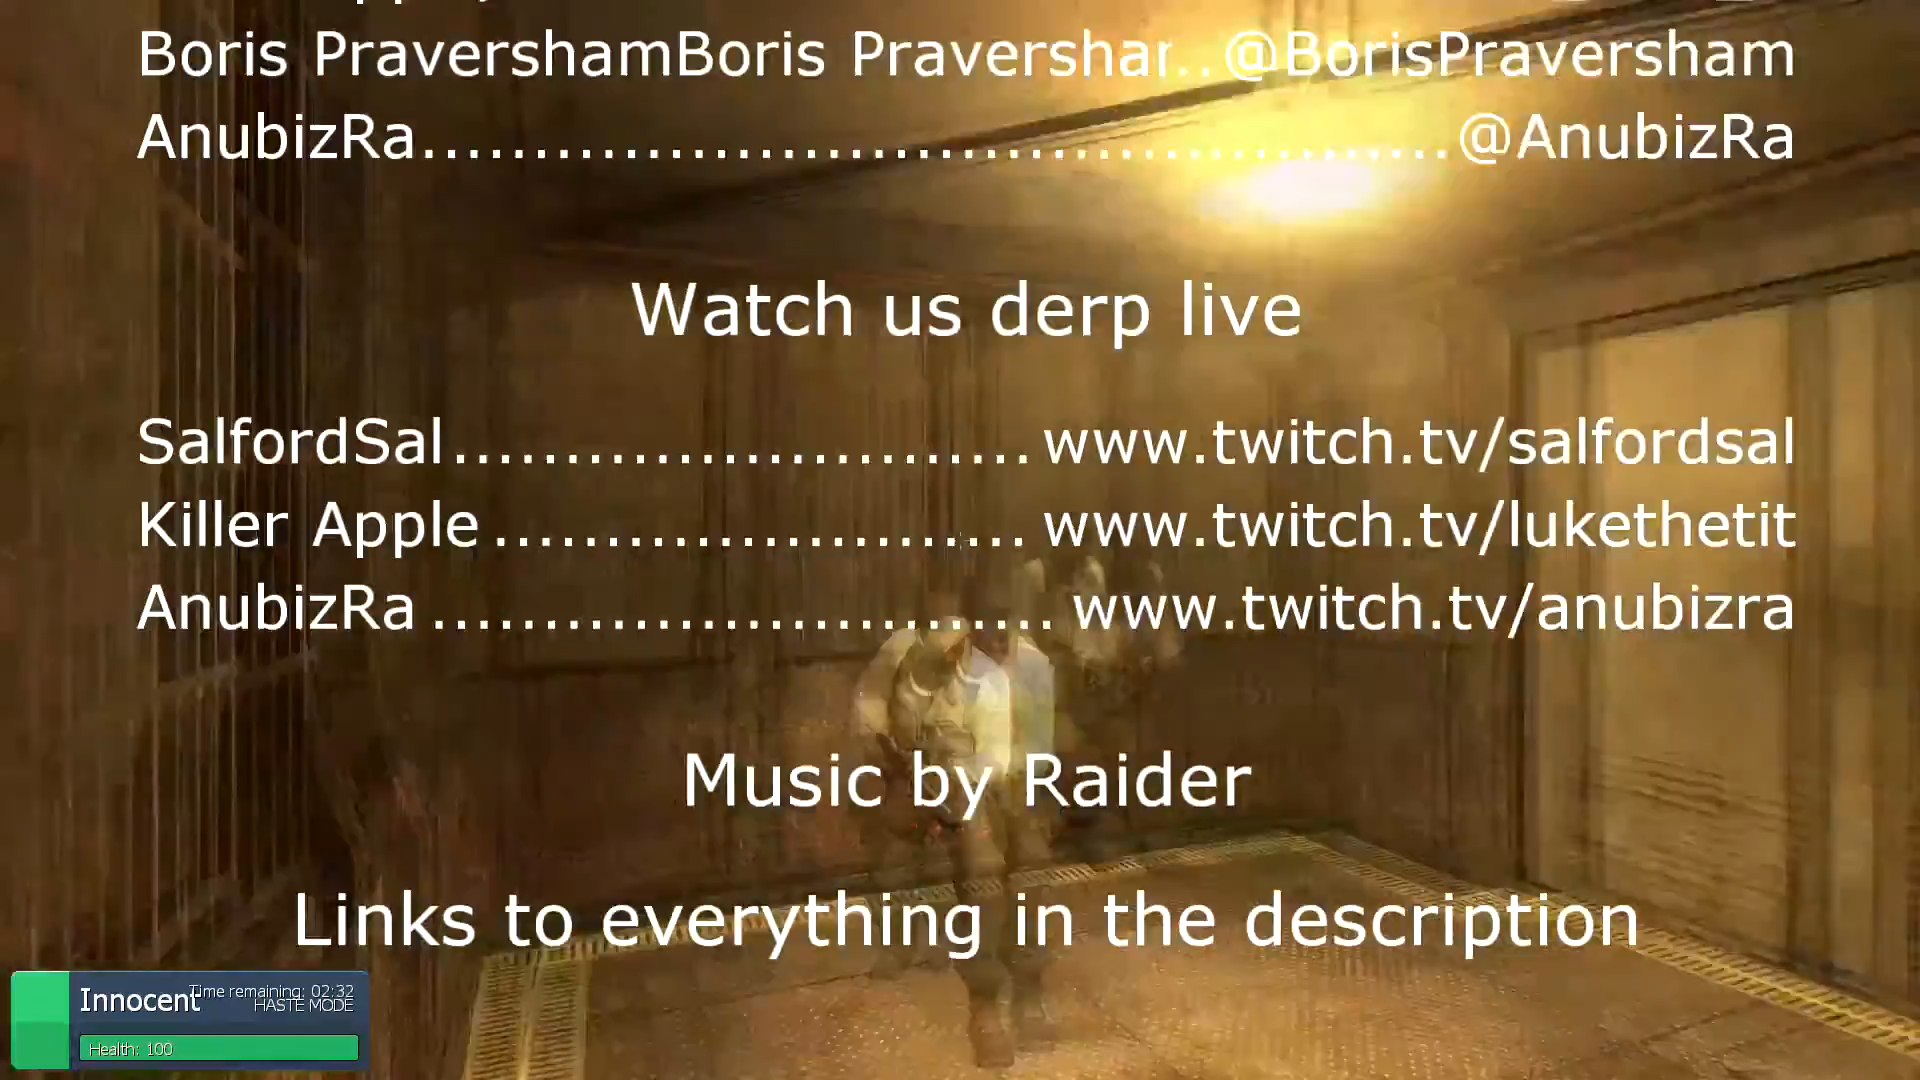 Boris PravershamBoris Praversham..@BorisPraversham
AnubizRa...............................................@AnubizRa
Watch us derp live
SalfordSal..........................www.twitch.tv/salfordsal
Killer Apple........................www.twitch.tv/lukethetit
AnubizRa............................www.twitch.tv/anubizra
Music by Raider
Links to everything in the description
Innocent
Time remaining: 02:32
HASTE MODE
Health: 100